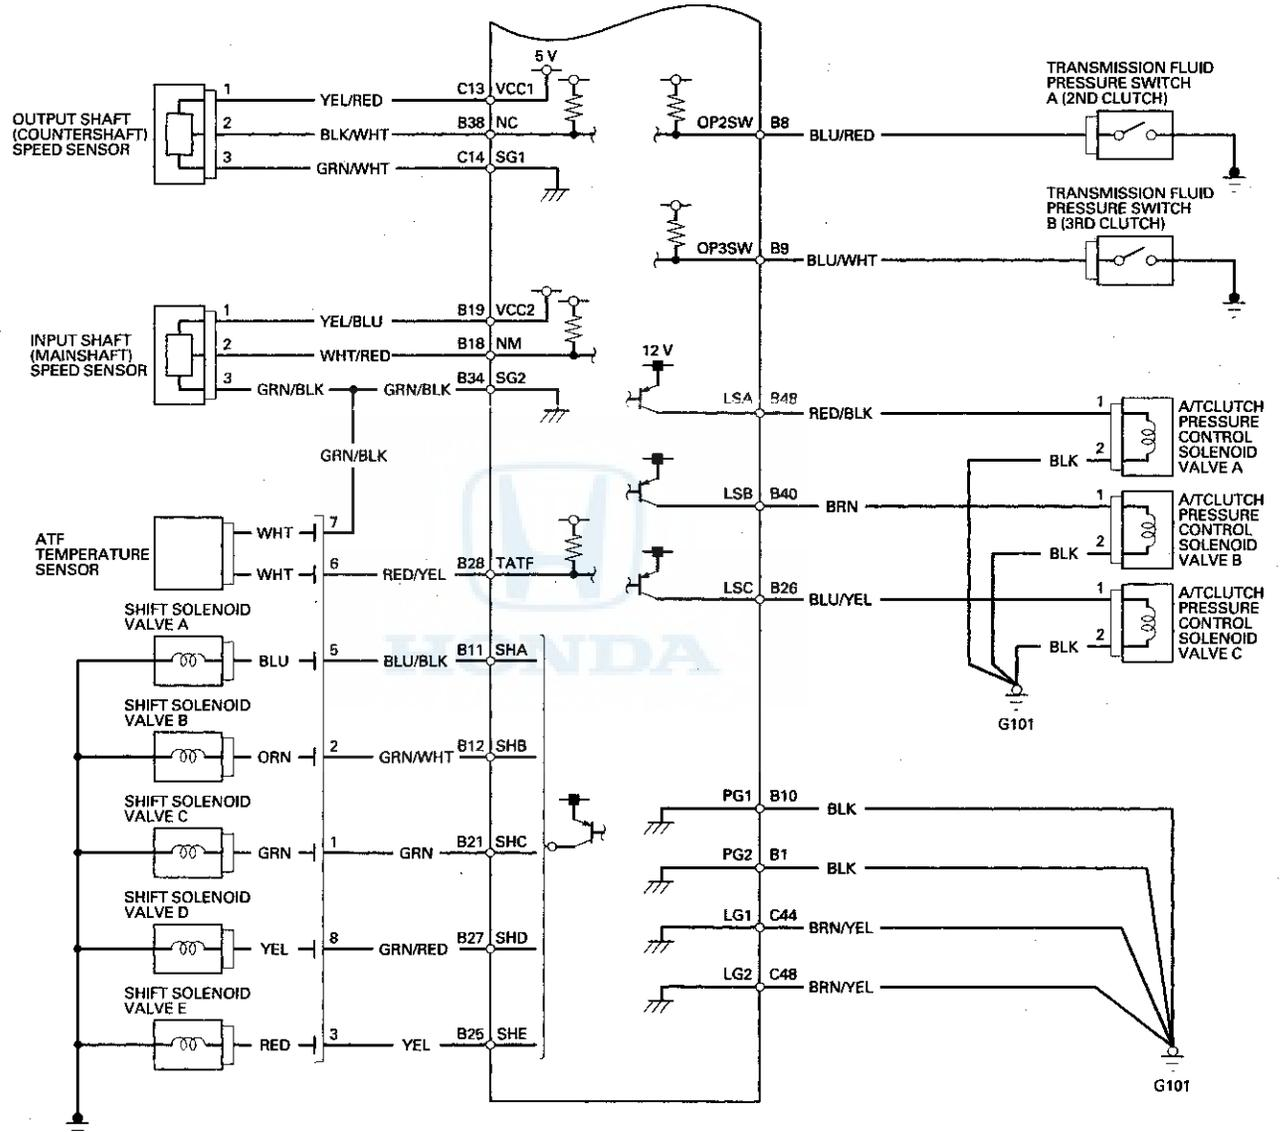 5 V
OUTPUT SHAFT
(COUNTERSHAFT)
SPEED SENSOR
1 YEL/RED C13 VCC1
2 BLK/WHT B38 NC
3 GRN/WHT C14 SG1
INPUT SHAFT
(MAINSHAFT)
SPEED SENSOR
1 YEL/BLU B19 VCC2
2 WHT/RED B18 NM
3 GRN/BLK GRN/BLK B34 SG2
GRN/BLK
ATF
TEMPERATURE
SENSOR
WHT 7
WHT 6 RED/YEL B28 TATF
SHIFT SOLENOID
VALVE A
BLU 5 BLU/BLK B11 SHA
SHIFT SOLENOID
VALVE B
ORN 2 GRN/WHT B12 SHB
SHIFT SOLENOID
VALVE C
GRN 1 GRN B21 SHC
SHIFT SOLENOID
VALVE D
YEL 8 GRN/RED B27 SHD
SHIFT SOLENOID
VALVE E
RED 3 YEL B25 SHE
TRANSMISSION FLUID
PRESSURE SWITCH
A (2ND CLUTCH)
OP2SW B8 BLU/RED
TRANSMISSION FLUID
PRESSURE SWITCH
B (3RD CLUTCH)
OP3SW B9 BLU/WHT
12 V
LSA B48 RED/BLK 1
BLK 2
A/TCLUTCH
PRESSURE
CONTROL
SOLENOID
VALVE A
LSB B40 BRN 1
BLK 2
A/TCLUTCH
PRESSURE
CONTROL
SOLENOID
VALVE B
LSC B26 BLU/YEL 1
BLK 2
A/TCLUTCH
PRESSURE
CONTROL
SOLENOID
VALVE C
G101
PG1 B10 BLK
PG2 B1 BLK
LG1 C44 BRN/YEL
LG2 C48 BRN/YEL
G101
HONDA